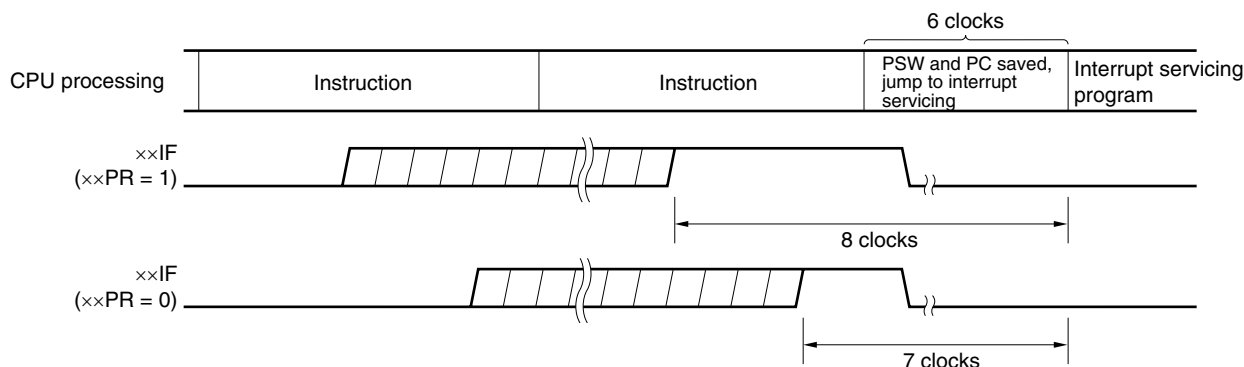 6 clocks
CPU processing
Instruction
Instruction
PSW and PC saved,
jump to interrupt
servicing
Interrupt servicing
program
××IF
(××PR = 1)
8 clocks
××IF
(××PR = 0)
7 clocks